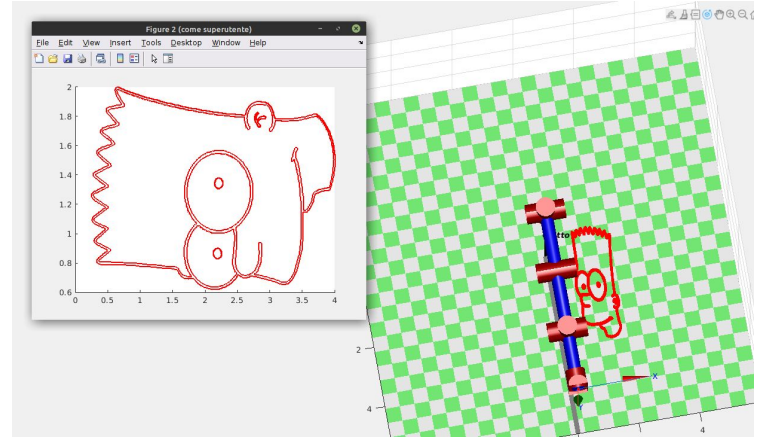 Figure 2 (come superutente)
File Edit View Insert Tools Desktop Window Help
2
1.8
1.6
1.4
1.2
1
0.8
0.6
0 0.5 1 1.5 2 2.5 3 3.5 4
tto
2
X
Y
4
1
4